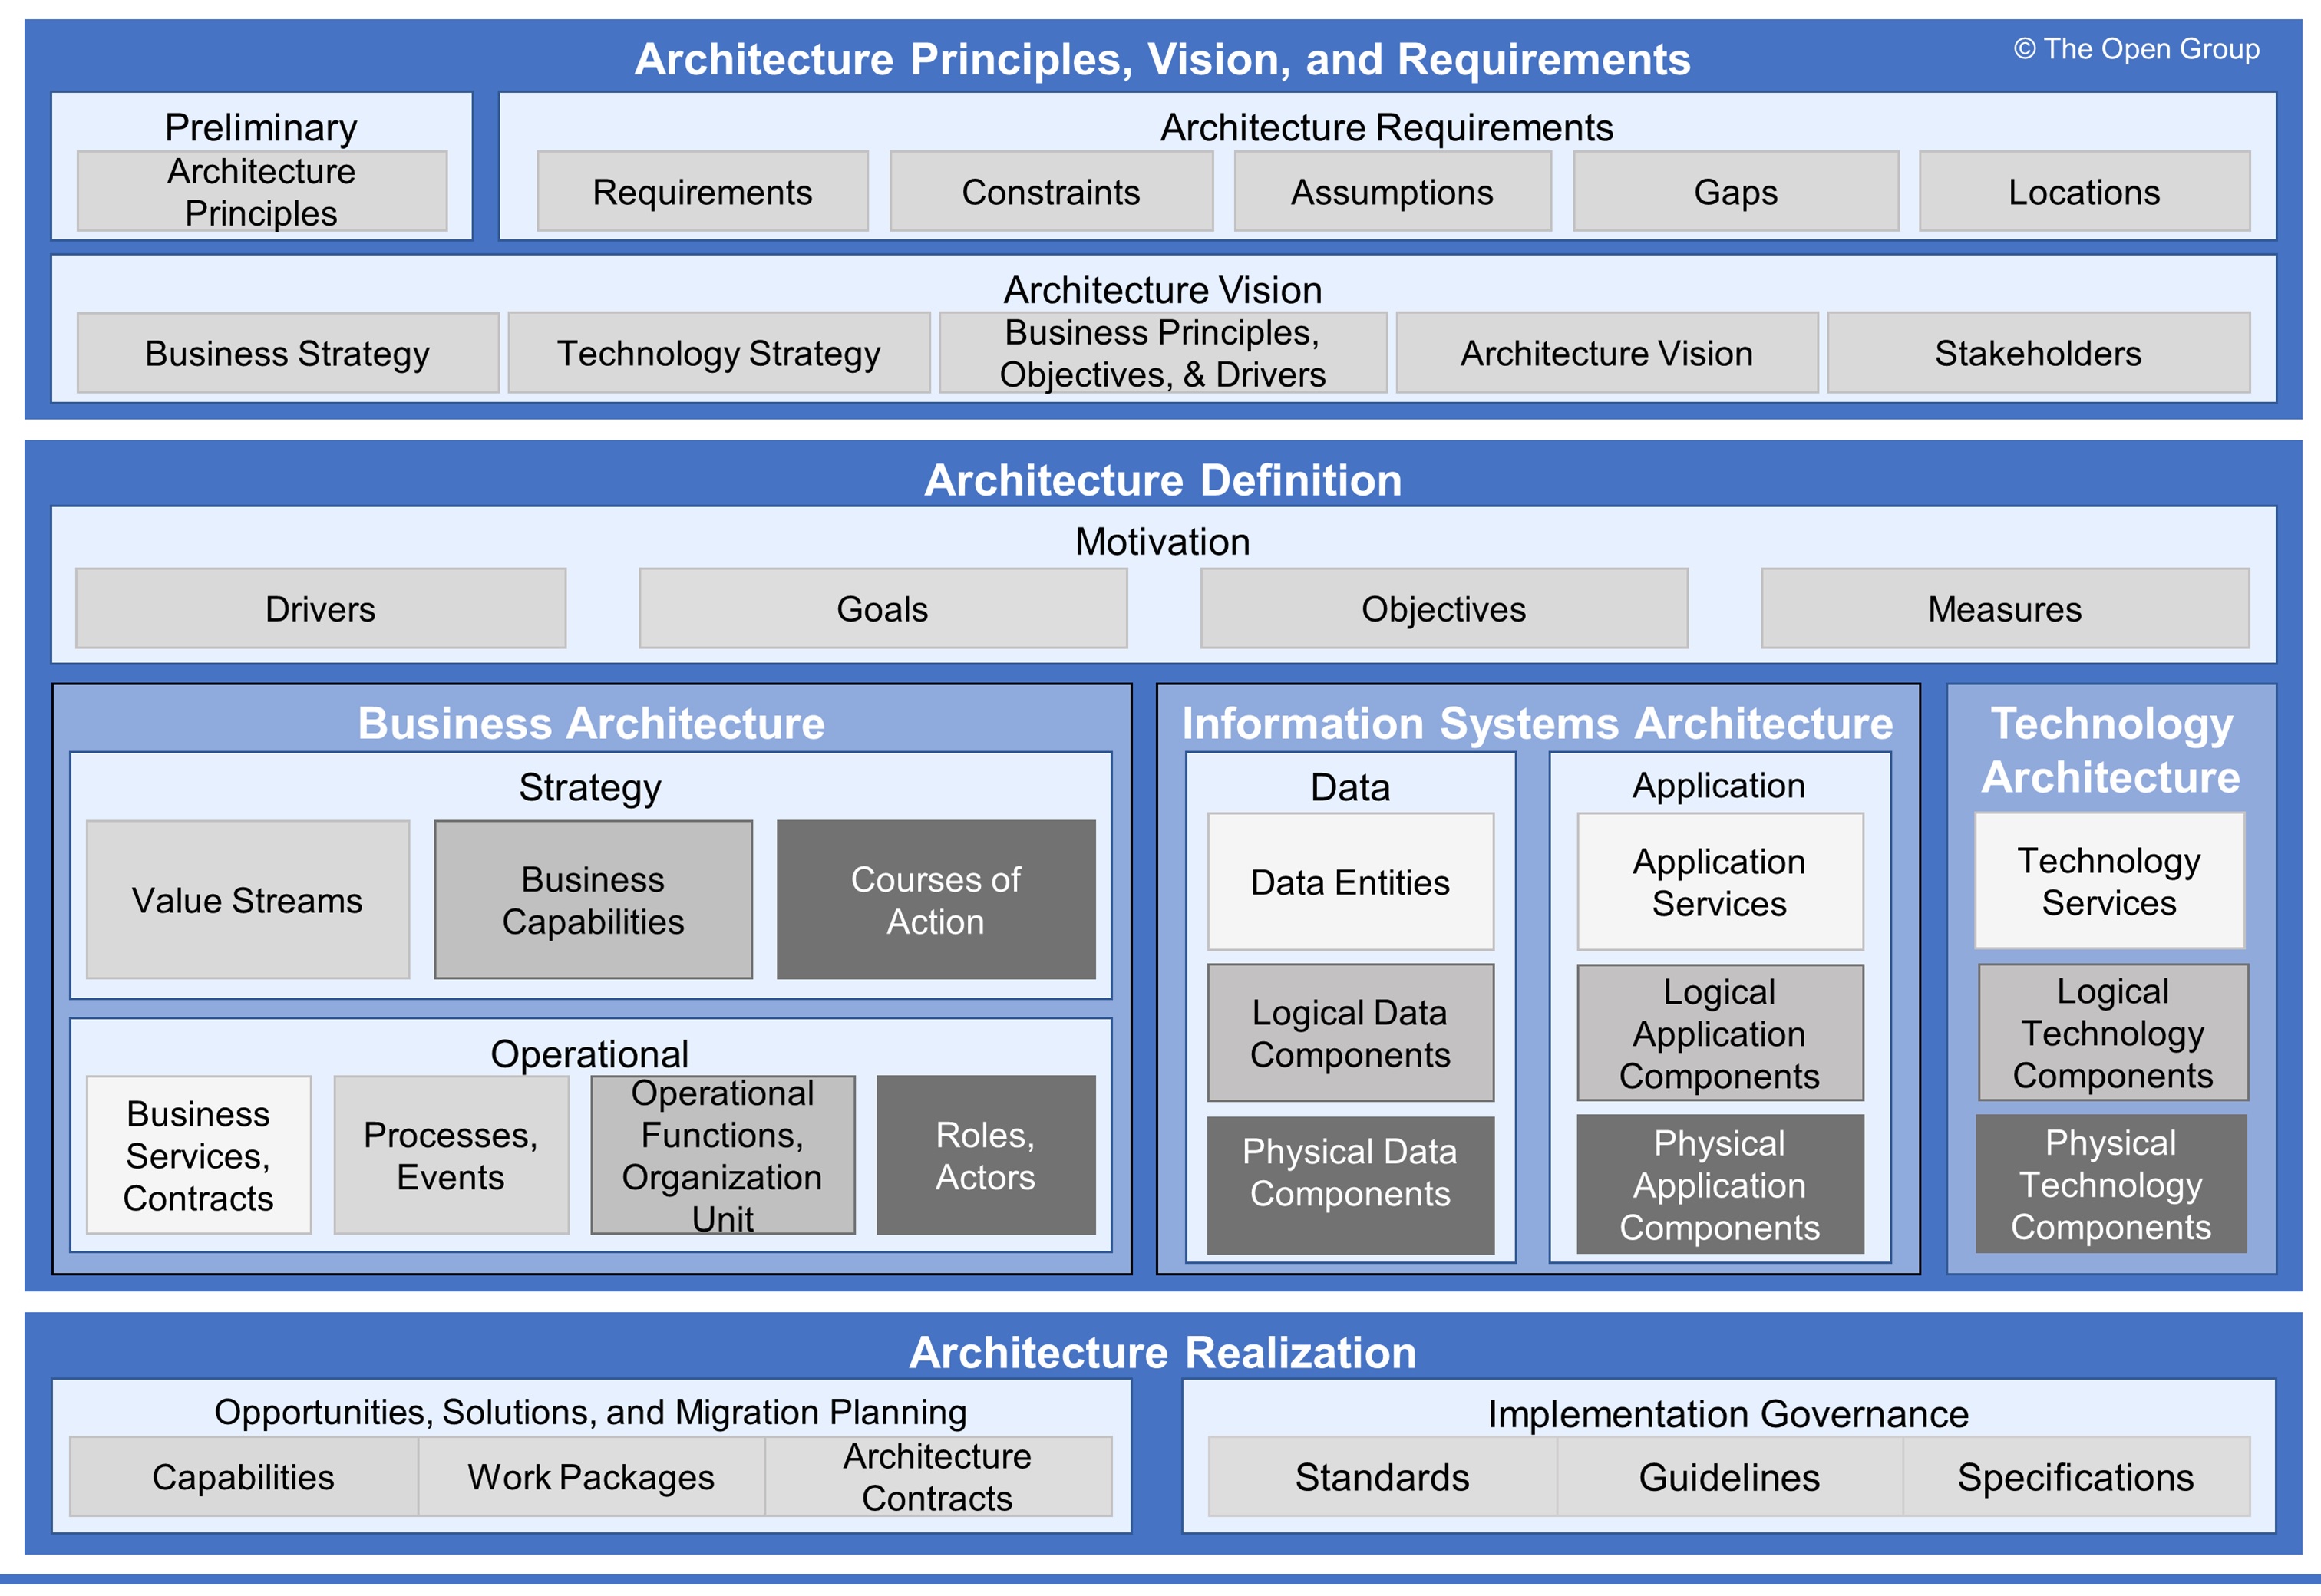 Architecture Principles, Vision, and Requirements
© The Open Group
Preliminary
Architecture
Principles
Architecture Requirements
Requirements
Constraints
Assumptions
Gaps
Locations
Architecture Vision
Business Strategy
Technology Strategy
Business Principles,
Objectives, & Drivers
Architecture Vision
Stakeholders
Architecture Definition
Motivation
Drivers
Goals
Objectives
Measures
Business Architecture
Strategy
Value Streams
Business
Capabilities
Courses of
Action
Operational
Business
Services,
Contracts
Processes,
Events
Operational
Functions,
Organization
Unit
Roles,
Actors
Information Systems Architecture
Data
Data Entities
Logical Data
Components
Physical Data
Components
Application
Application
Services
Logical
Application
Components
Physical
Application
Components
Technology
Architecture
Technology
Services
Logical
Technology
Components
Physical
Technology
Components
Architecture Realization
Opportunities, Solutions, and Migration Planning
Capabilities
Work Packages
Architecture
Contracts
Implementation Governance
Standards
Guidelines
Specifications